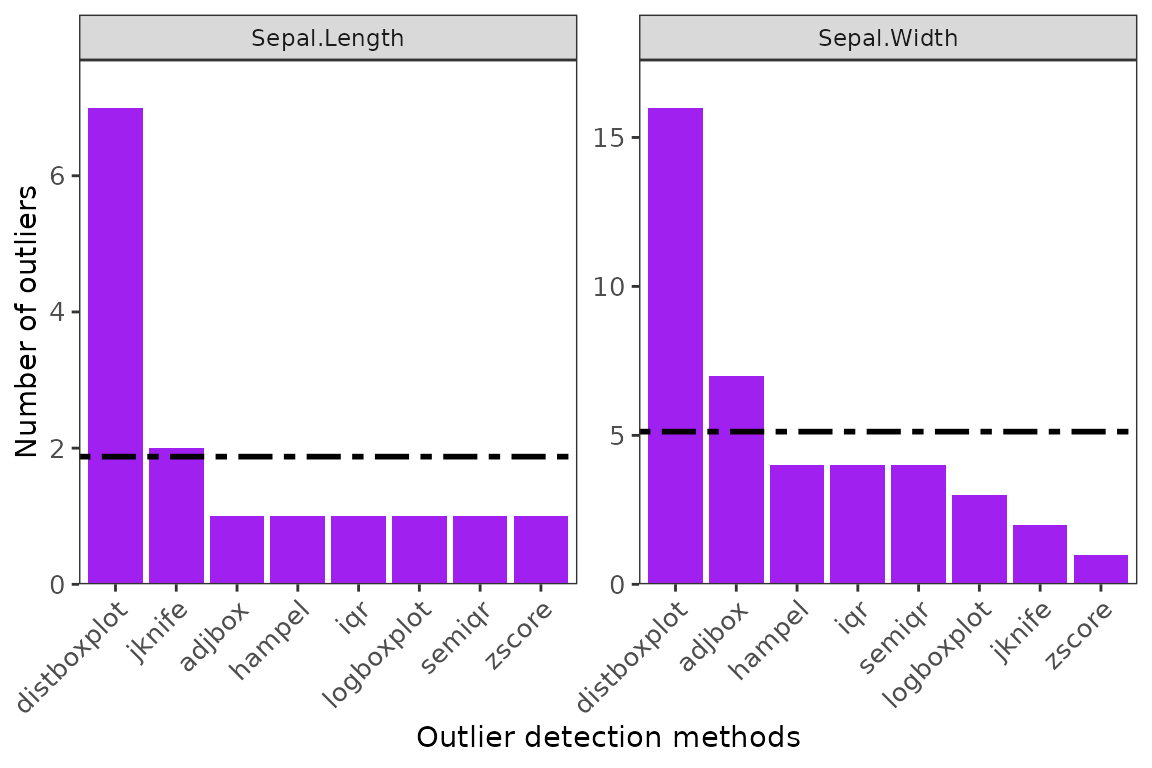 Sepal.Length
Sepal.Width
Number of outliers
6
4
2
0
15
10
5
0
distboxplot
jknife
adjbox
hampel
iqr
logboxplot
semiqr
zscore
distboxplot
adjbox
hampel
iqr
semiqr
logboxplot
jknife
zscore
Outlier detection methods